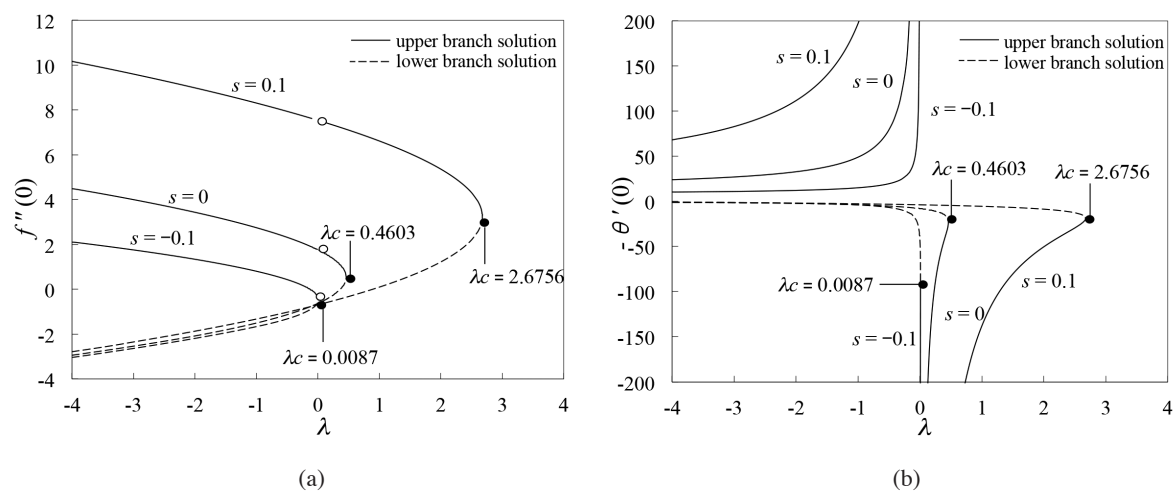 12
10
8
6
4
2
0
-2
-4
f″(0)
upper branch solution
lower branch solution
s = 0.1
s = 0
s = −0.1
λc = 0.4603
λc = 2.6756
λc = 0.0087
-4 -3 -2 -1 0 1 2 3 4
λ
(a)
200
150
100
50
0
-50
-100
-150
-200
-θ′(0)
upper branch solution
lower branch solution
s = 0.1
s = 0
s = −0.1
λc = 0.4603
λc = 2.6756
λc = 0.0087
s = 0.1
s = 0
s = −0.1
-4 -3 -2 -1 0 1 2 3 4
λ
(b)